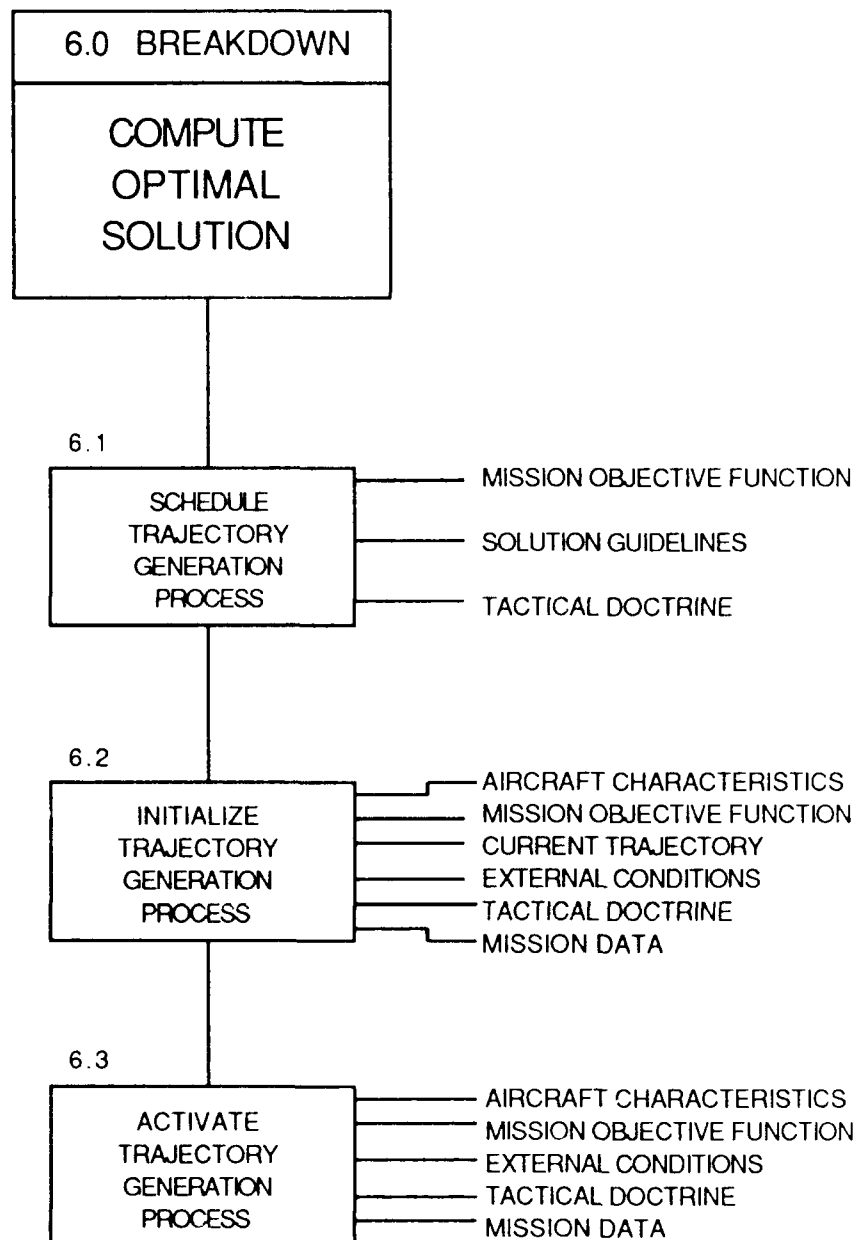 6.0 BREAKDOWN
COMPUTE
OPTIMAL
SOLUTION
6.1
SCHEDULE
TRAJECTORY
GENERATION
PROCESS
MISSION OBJECTIVE FUNCTION
SOLUTION GUIDELINES
TACTICAL DOCTRINE
6.2
INITIALIZE
TRAJECTORY
GENERATION
PROCESS
AIRCRAFT CHARACTERISTICS
MISSION OBJECTIVE FUNCTION
CURRENT TRAJECTORY
EXTERNAL CONDITIONS
TACTICAL DOCTRINE
MISSION DATA
6.3
ACTIVATE
TRAJECTORY
GENERATION
PROCESS
AIRCRAFT CHARACTERISTICS
MISSION OBJECTIVE FUNCTION
EXTERNAL CONDITIONS
TACTICAL DOCTRINE
MISSION DATA